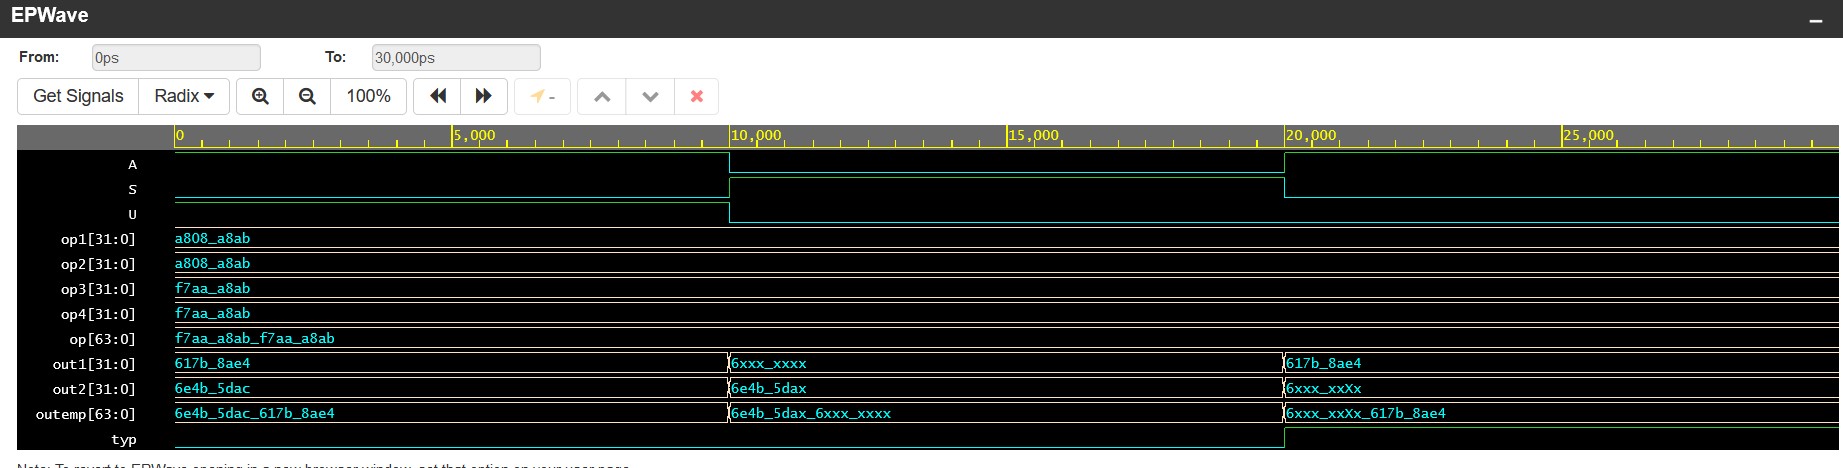 EPWave
From: 0ps To: 30,000ps
Get Signals Radix 100% -
0 5,000 10,000 15,000 20,000 25,000
A
S
U
op1[31:0] a808_a8ab
op2[31:0] a808_a8ab
op3[31:0] f7aa_a8ab
op4[31:0] f7aa_a8ab
op[63:0] f7aa_a8ab_f7aa_a8ab
out1[31:0] 617b_8ae4 6xxx_xxxx 617b_8ae4
out2[31:0] 6e4b_5dac 6e4b_5dax 6xxx_xxXx
outemp[63:0] 6e4b_5dac_617b_8ae4 6e4b_5dax_6xxx_xxxx 6xxx_xxXx_617b_8ae4
typ
Note: To revert to EPWave opening in a new browser window, set that option on your user page.